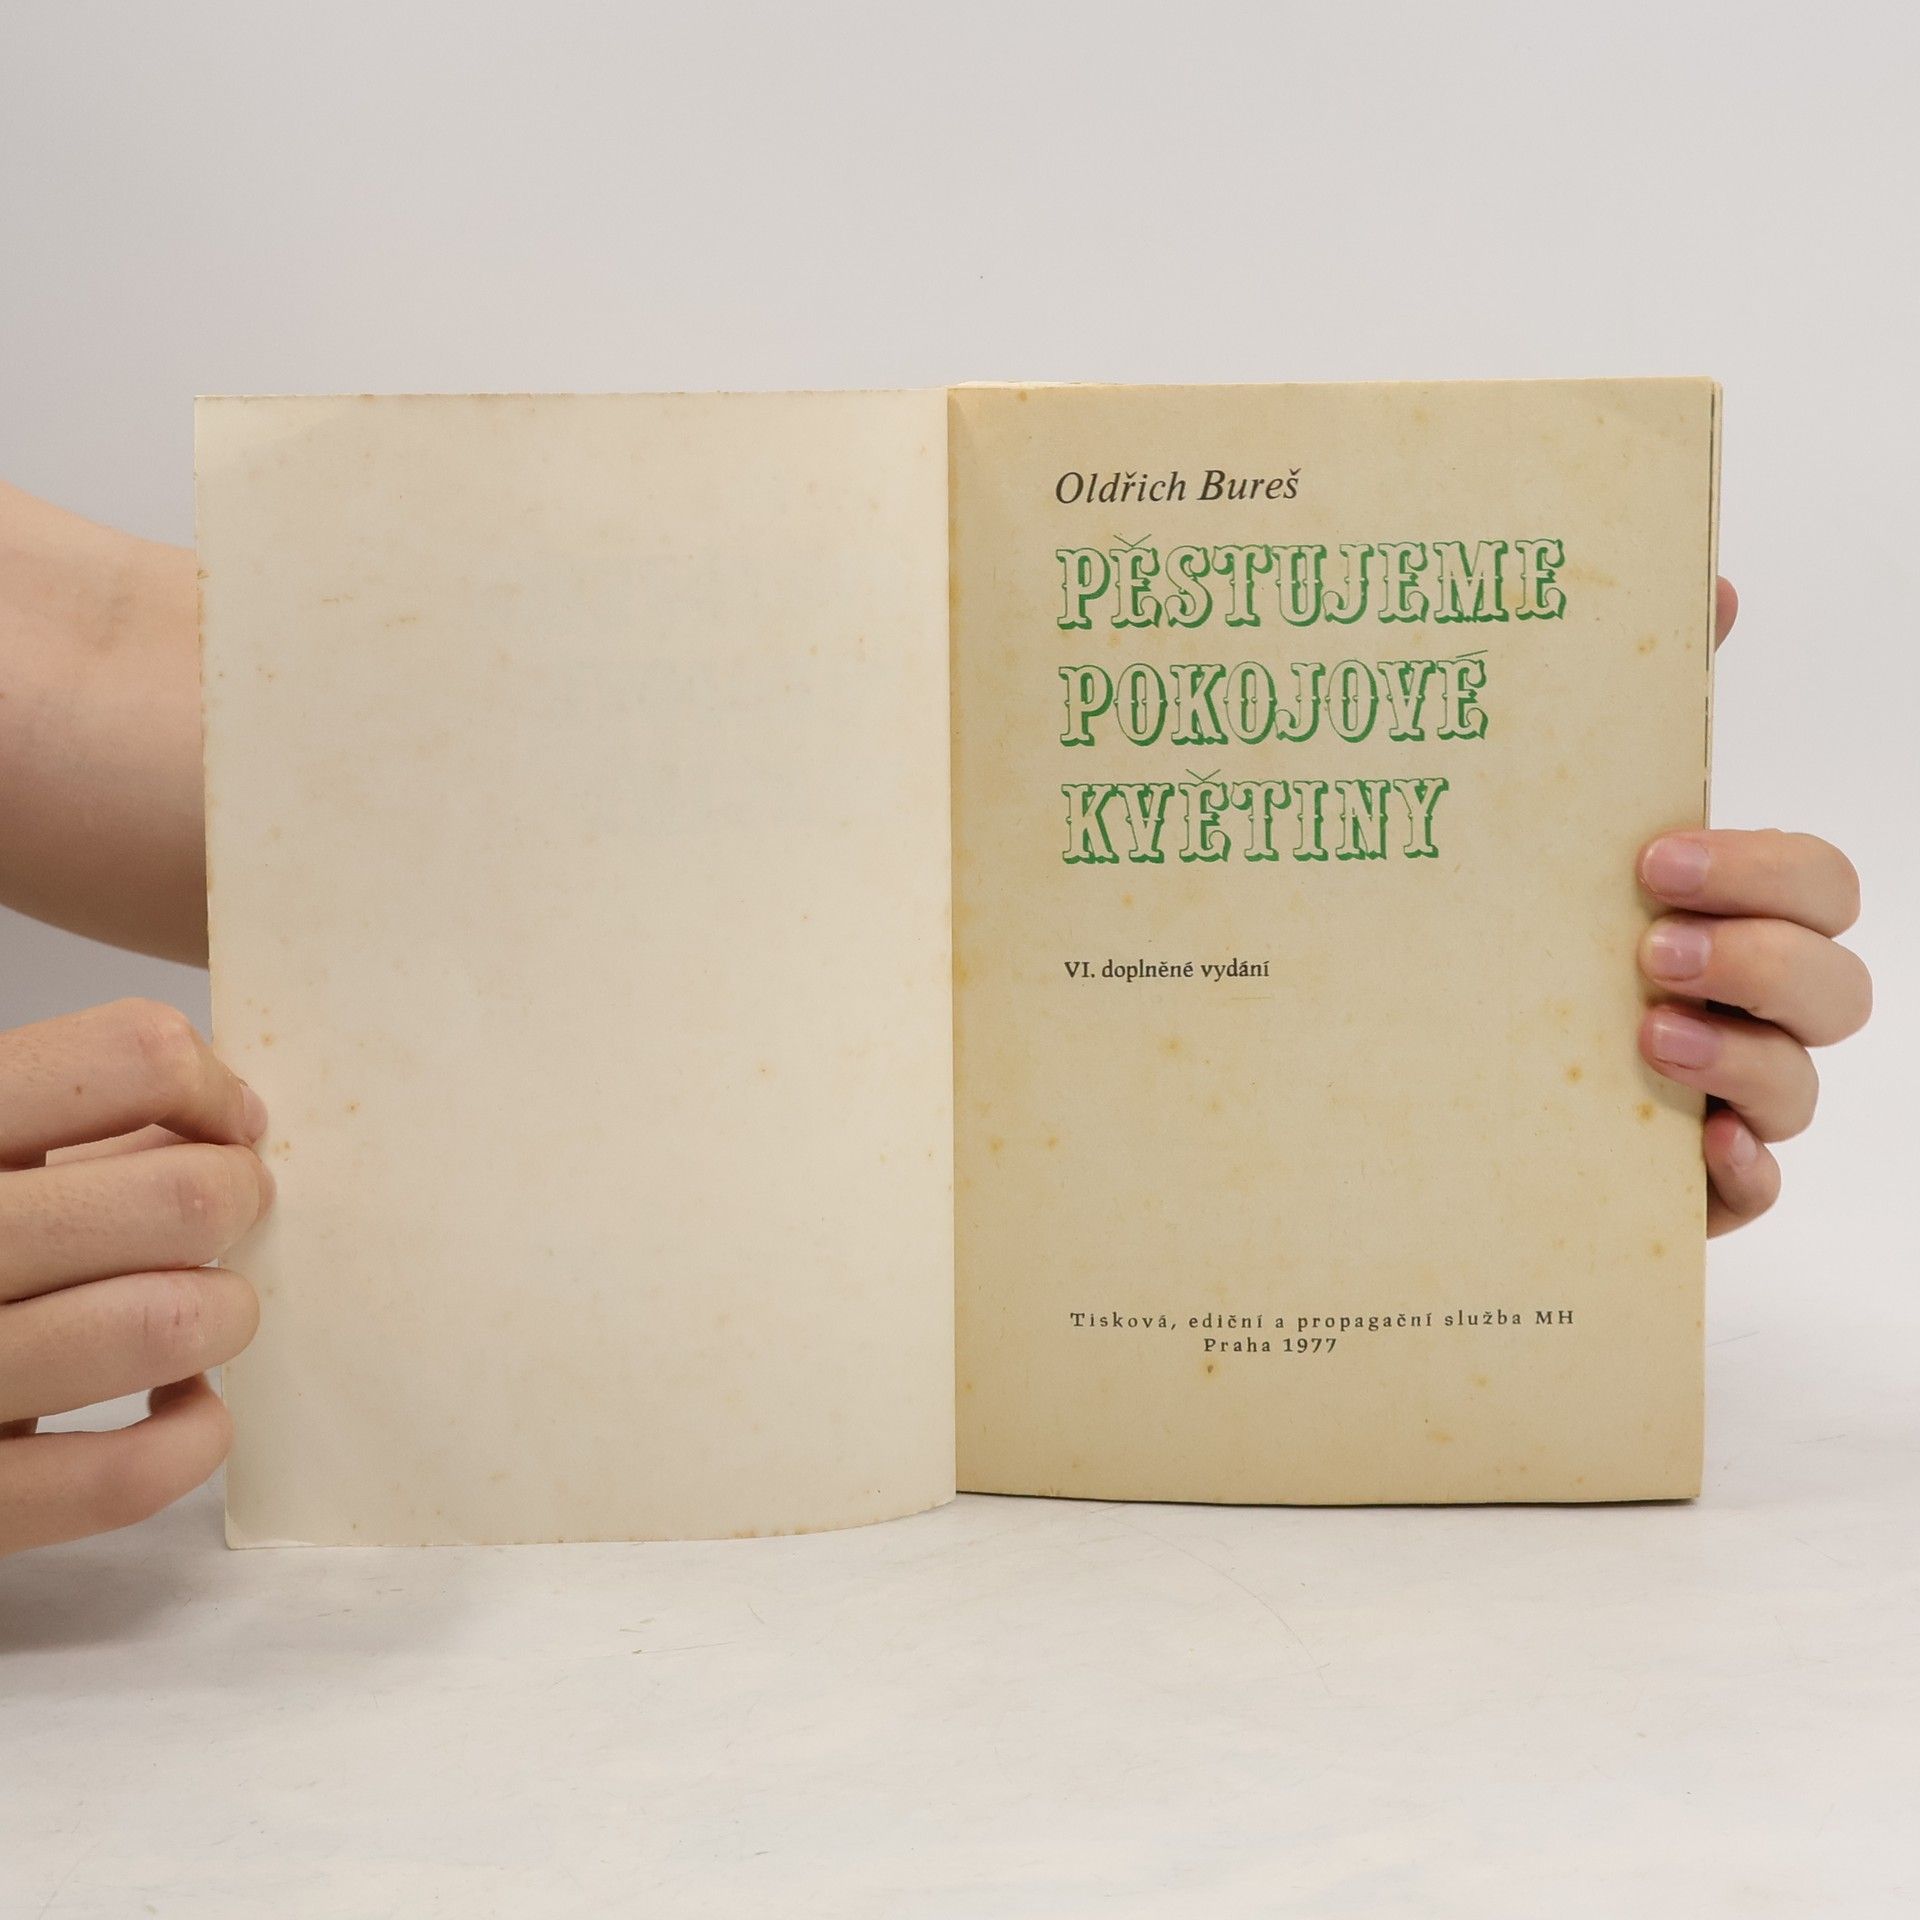 Oldřich Bureš
PĚSTUJEME
POKOJOVÉ
KVĚTINY
VI. doplněné vydání
Tisková, ediční a propagační služba MH
Praha 1977